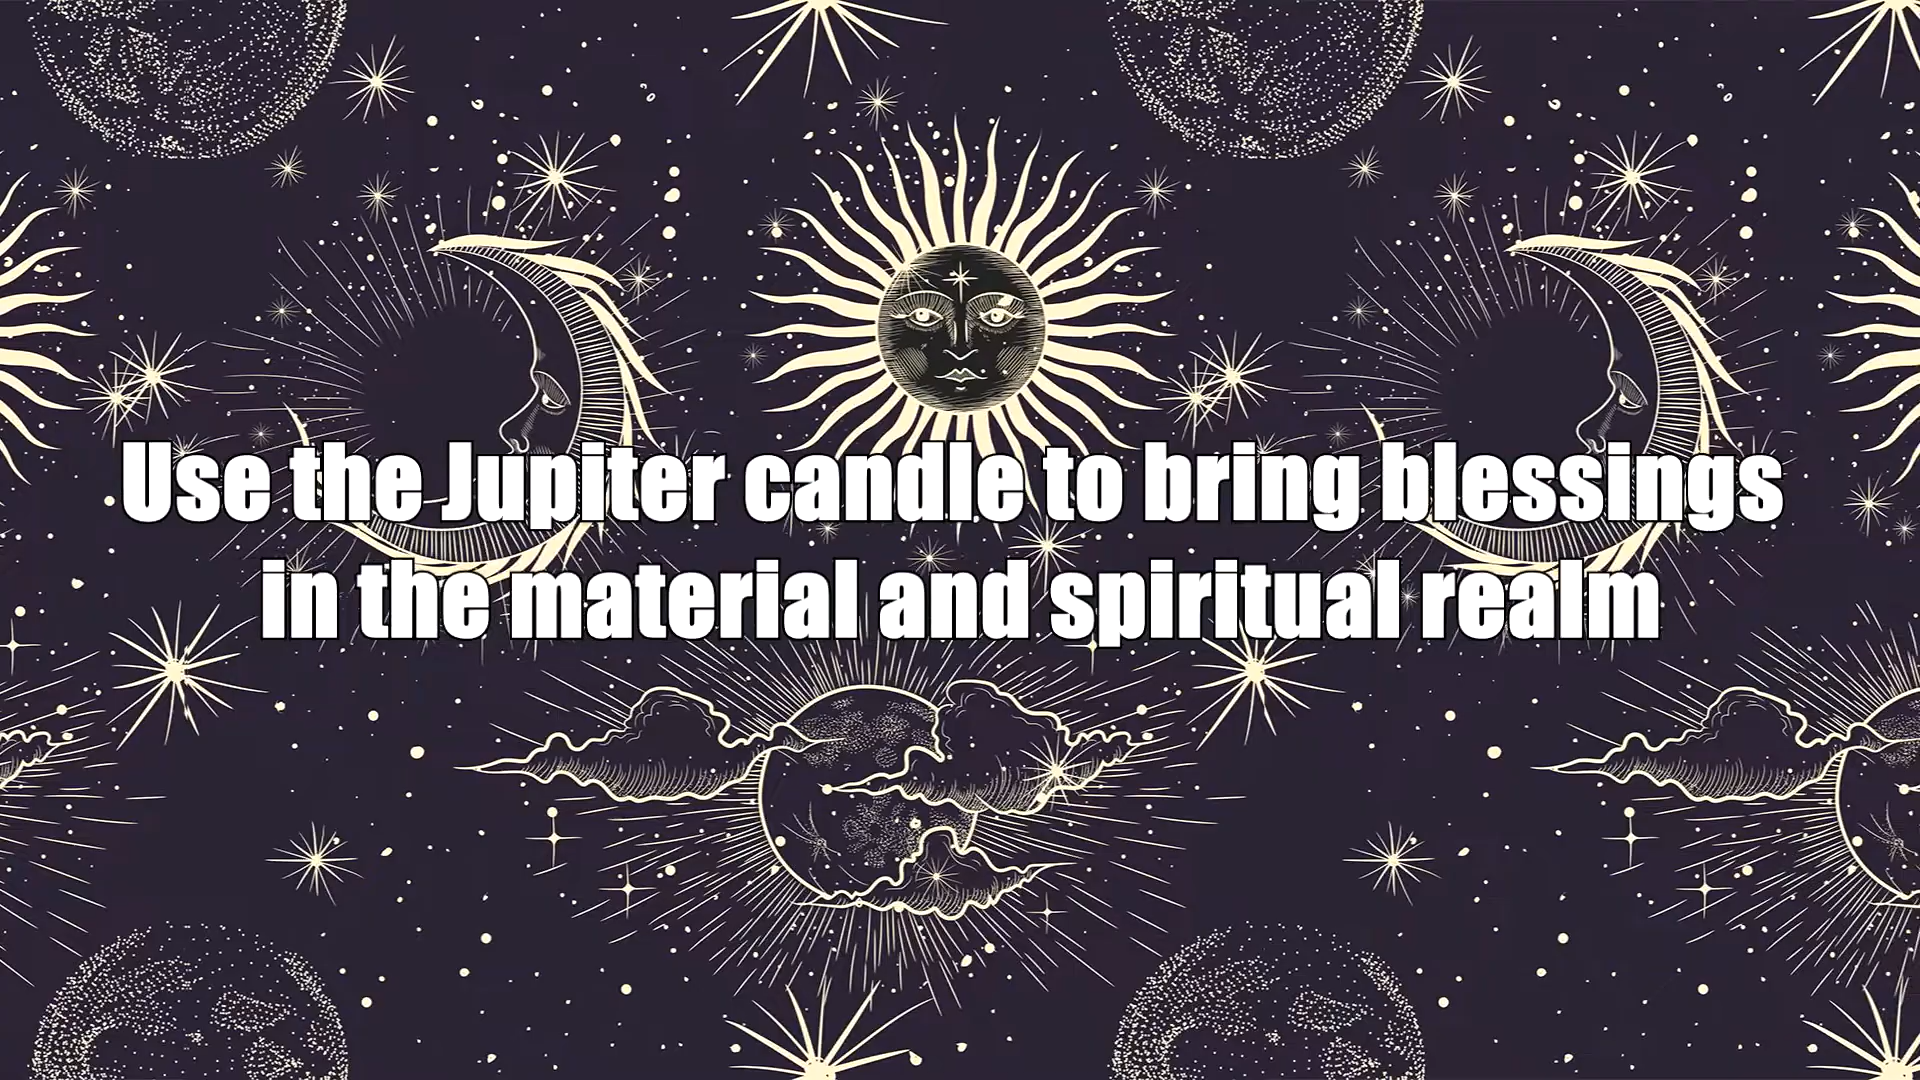 Use the Jupiter candle to bring blessings
in the material and spiritual realm